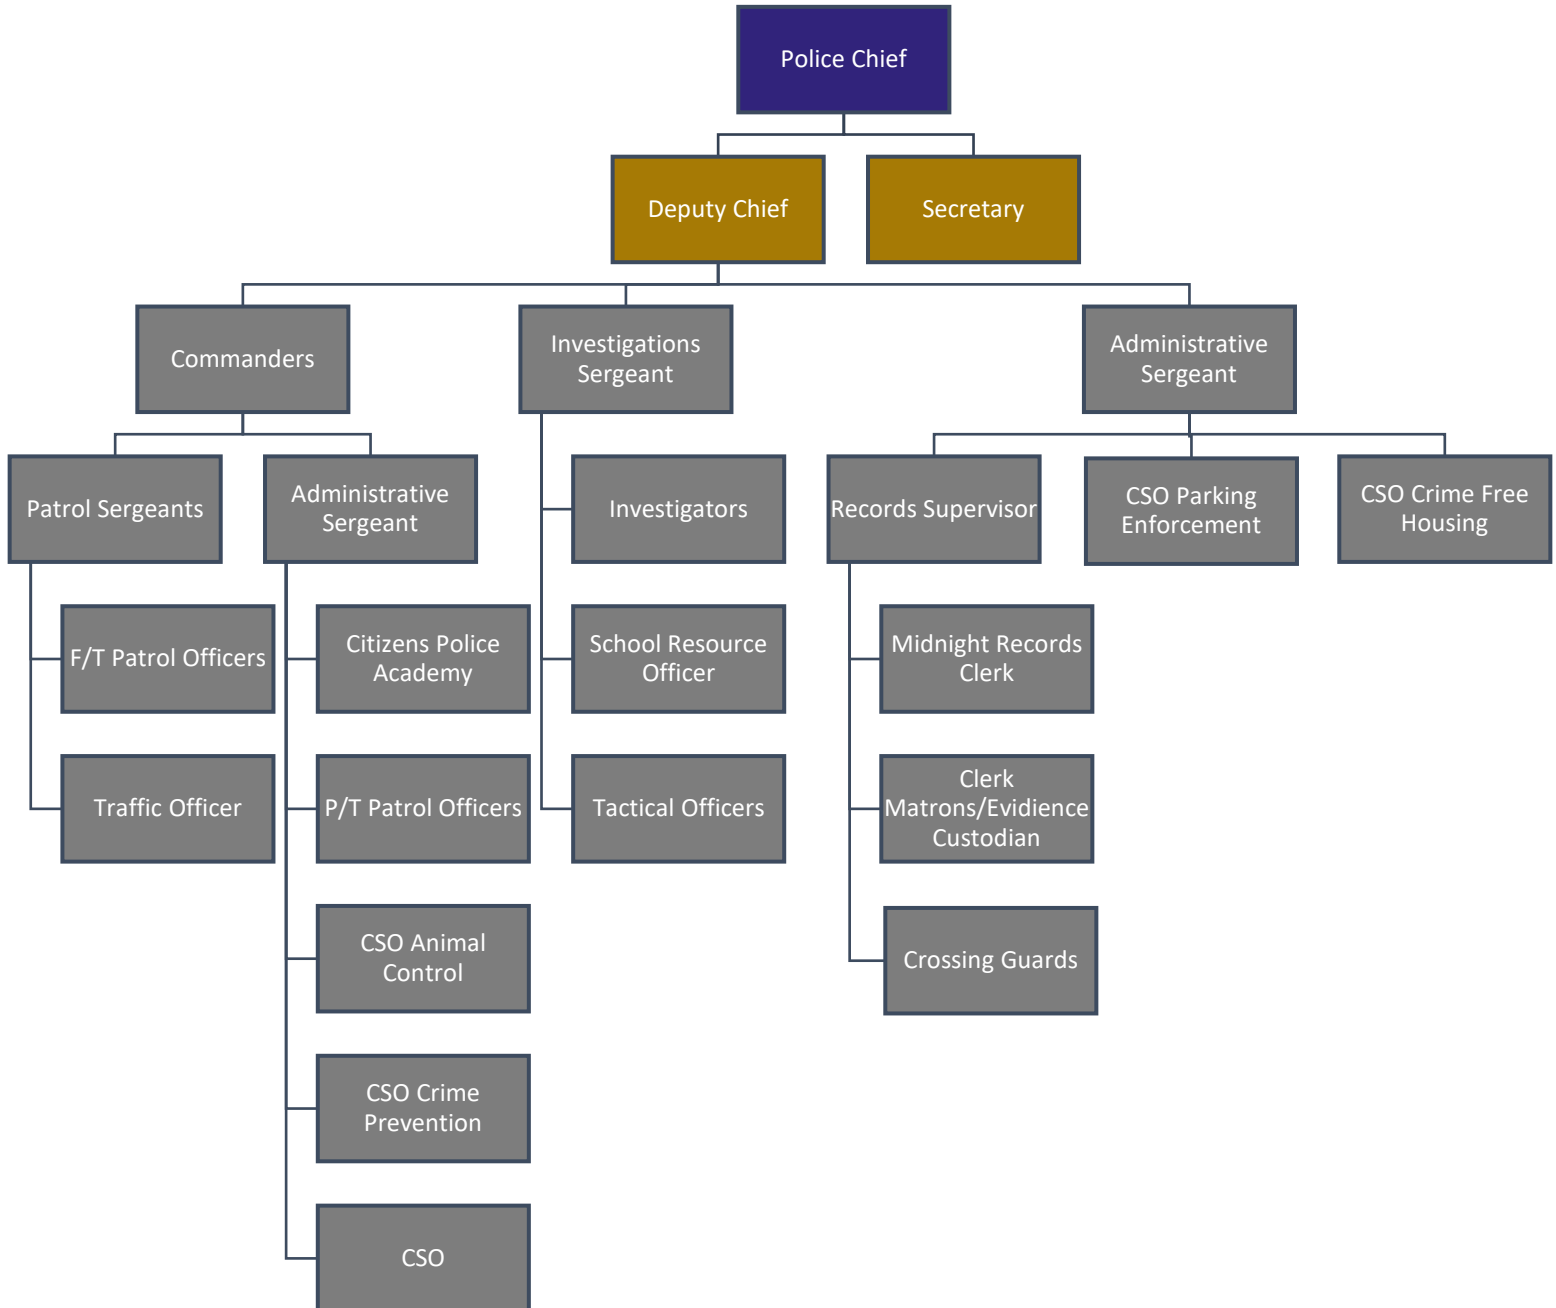 Police Chief
Deputy Chief
Secretary
Commanders
Investigations
Sergeant
Administrative
Sergeant
Patrol Sergeants
Administrative
Sergeant
Investigators
Records Supervisor
CSO Parking
Enforcement
CSO Crime Free
Housing
F/T Patrol Officers
Citizens Police
Academy
School Resource
Officer
Midnight Records
Clerk
Traffic Officer
P/T Patrol Officers
Tactical Officers
Clerk
Matrons/Evidience
Custodian
CSO Animal
Control
Crossing Guards
CSO Crime
Prevention
CSO